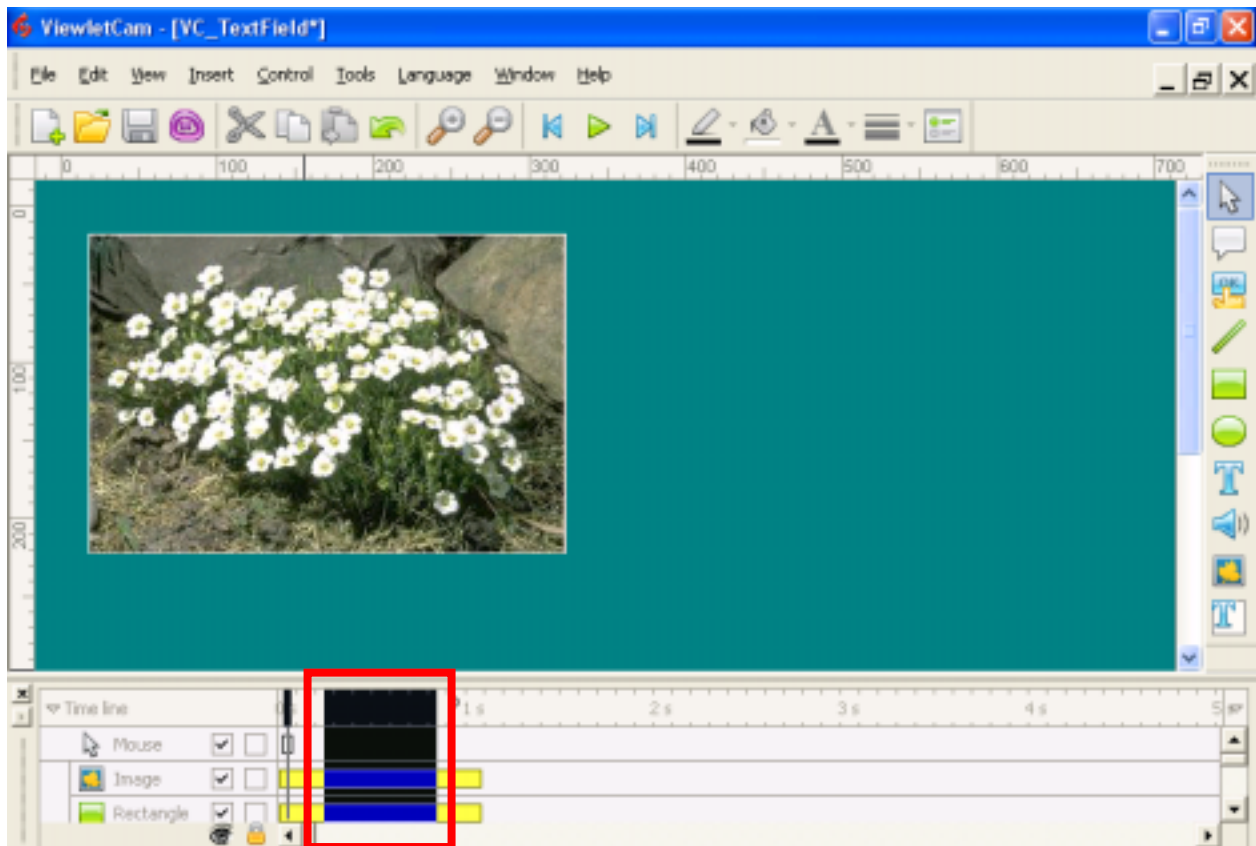 ViewletCam - [VC_TextField*]
File Edit View Insert Control Tools Language Window Help
A
0 100 200 300 400 500 600 700
0
100
200
OK
T
T
Time line 1 s 2 s 3 s 4 s 5
Mouse
Image
Rectangle